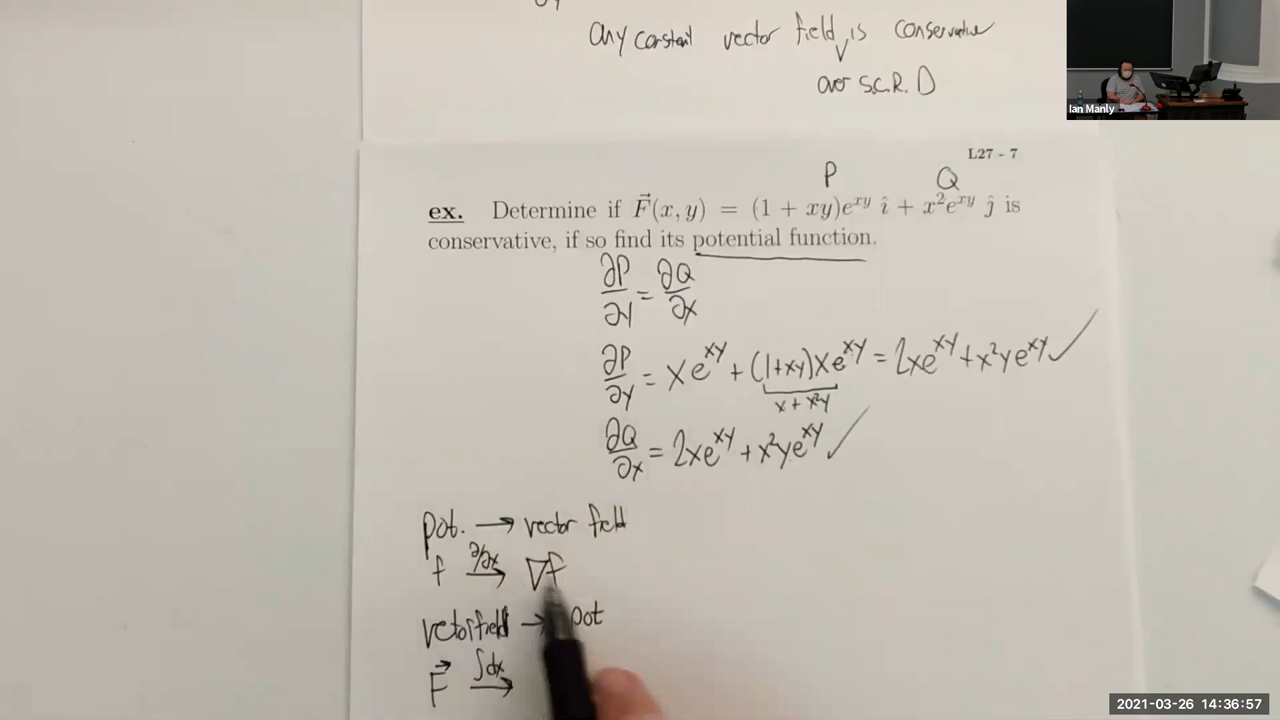 any constant vector field is conservative
over S.C.R. D
Ian Manly
L27 - 7
P Q
ex. Determine if F⃗(x, y) = (1 + xy)e^{xy} î + x²e^{xy} ĵ is
conservative, if so find its potential function.
∂P/∂y = ∂Q/∂x
∂P/∂y = xe^{xy} + (1+xy)xe^{xy} = 2xe^{xy} + x²ye^{xy} ✓
x + x²y
∂Q/∂x = 2xe^{xy} + x²ye^{xy} ✓
pot. → vector field
f ∂/∂x → ∇f
vector field → pot
F⃗ ∫dx →
2021-03-26 14:36:57